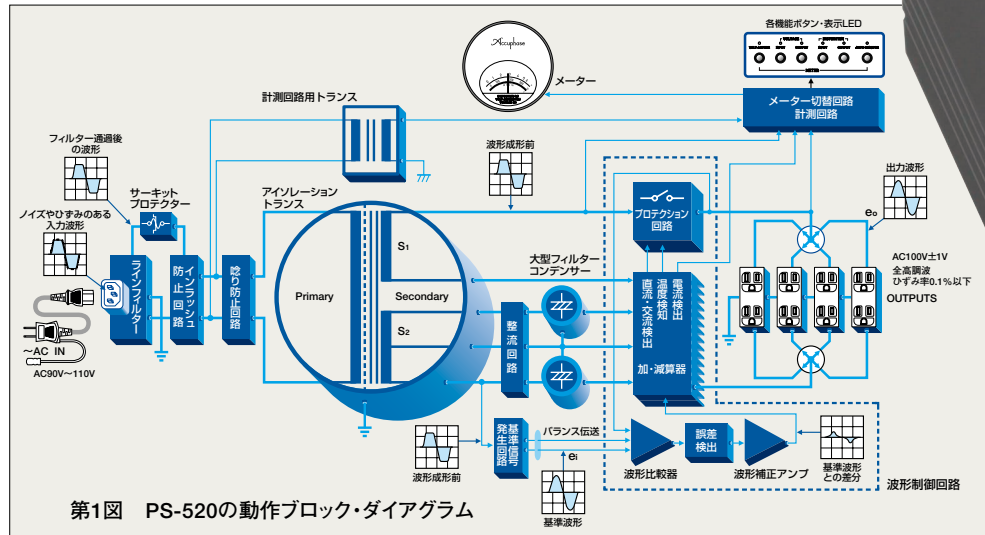 各機能ボタン・表示LED
Accuphase
メーター
VOLTAGE
INPUT
OUTPUT
INPUT
OUTPUT
METER
メーター切替回路
計測回路
計測回路用トランス
フィルター通過後
の波形
サーキット
プロテクター
ノイズやひずみのある
入力波形
アイソレーション
トランス
波形成形前
プロテクション
回路
出力波形
eo
AC100V±1V
全高調波
ひずみ率0.1%以下
OUTPUTS
ラインフィルター
インラッシュ
防止回路
唸り防止回路
Primary
Secondary
S1
S2
大型フィルター
コンデンサー
整流回路
電流検出
温度検知
直流・交流検出
加・減算器
~AC IN
AC90V~110V
波形成形前
基準信号
発生回路
バランス伝送
ei
基準波形
波形比較器
誤差
検出
波形補正アンプ
基準波形
との差分
波形制御回路
第1図 PS-520の動作ブロック・ダイアグラム